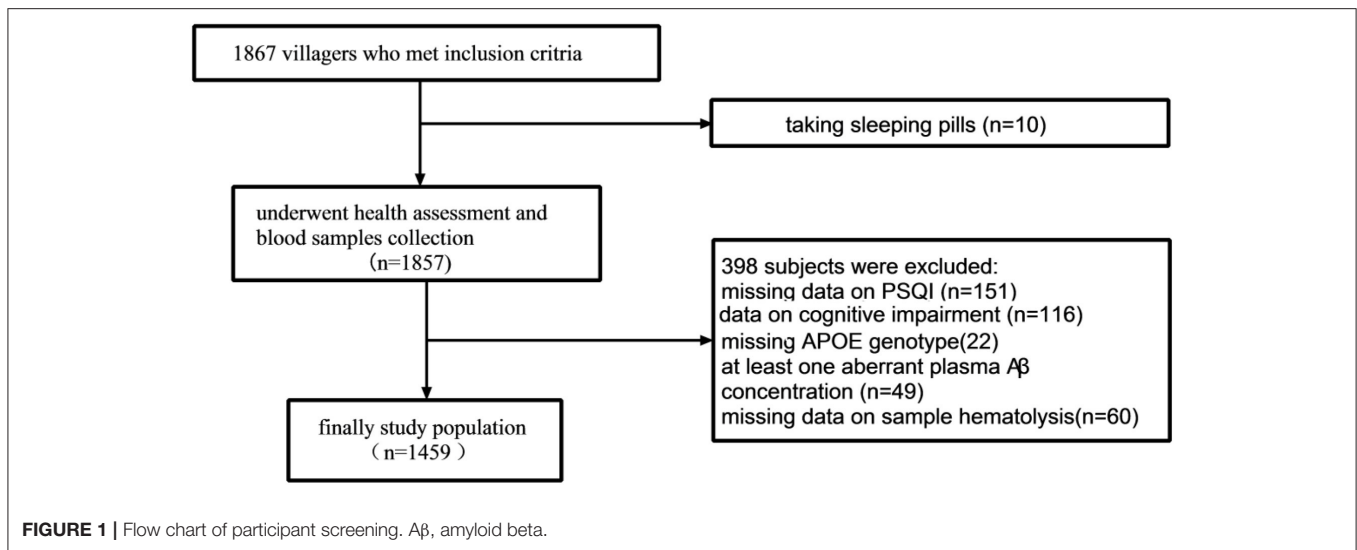 1867 villagers who met inclusion critria
taking sleeping pills (n=10)
underwent health assessment and
blood samples collection
(n=1857)
398 subjects were excluded:
missing data on PSQI (n=151)
data on cognitive impairment (n=116)
missing APOE genotype(22)
at least one aberrant plasma Aβ
concentration (n=49)
missing data on sample hematolysis(n=60)
finally study population
（n=1459）
FIGURE 1 | Flow chart of participant screening. Aβ, amyloid beta.